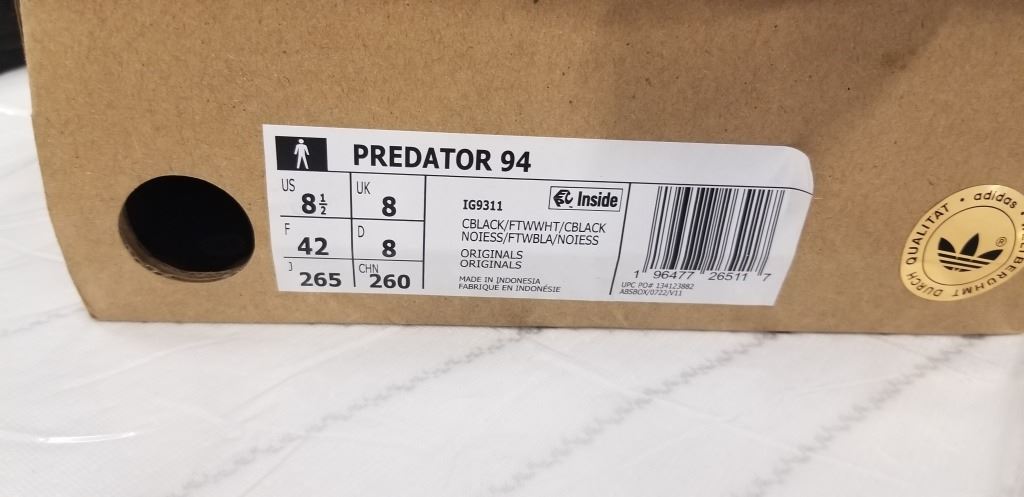 PREDATOR 94
US 8½
UK 8
F 42
D 8
J 265
CHN 260
IG9311
Inside
CBLACK/FTWWHT/CBLACK
NOIESS/FTWBLA/NOIESS
ORIGINALS
ORIGINALS
MADE IN INDONESIA
FABRIQUE EN INDONÉSIE
1 96477 26511 7
UPC PO# 134123882
ABSBOX/0722/V11
BERUHMT DURCH QUALITAT • adidas •
®